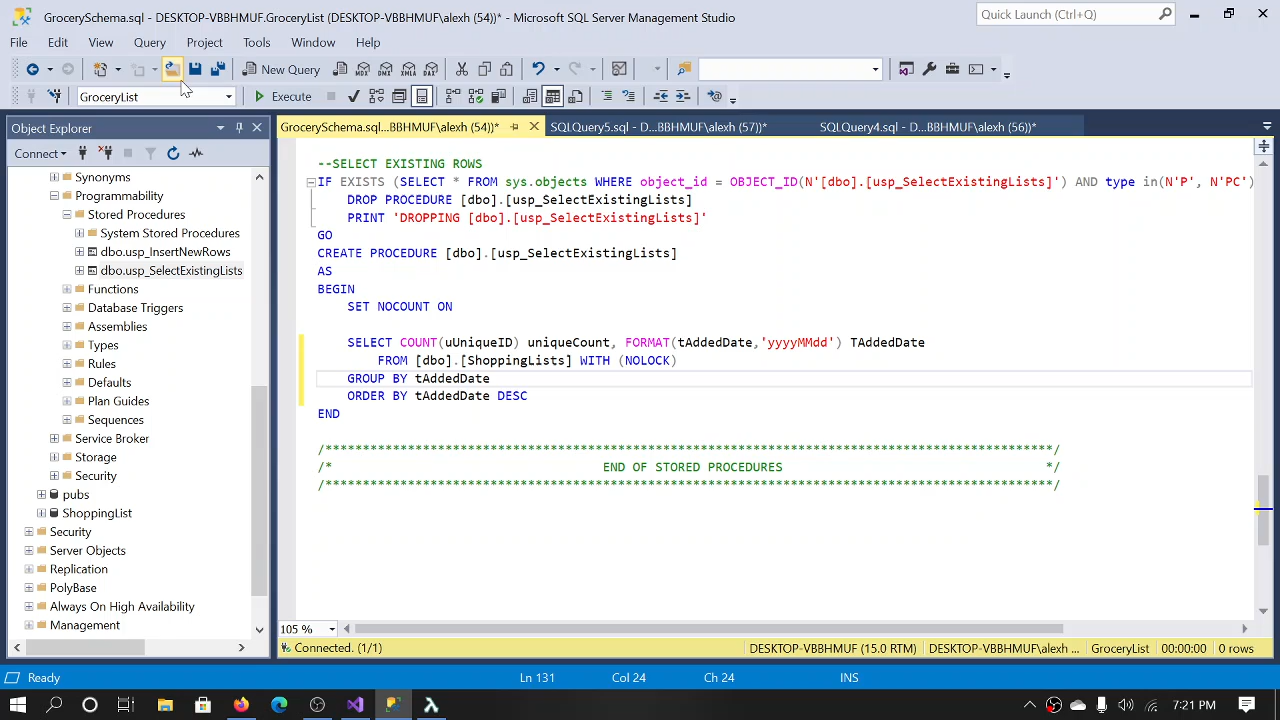 GrocerySchema.sql - DESKTOP-VBBHMUF.GroceryList (DESKTOP-VBBHMUF\alexh (54))* - Microsoft SQL Server Management Studio
Quick Launch (Ctrl+Q)
File Edit View Query Project Tools Window Help
New Query MDX DMX XMLA DAX
GroceryList Execute
Object Explorer
GrocerySchema.sql...BBHMUF\alexh (54))* SQLQuery5.sql - D...VBBHMUF\alexh (57))* SQLQuery4.sql - D...VBBHMUF\alexh (56))*
Connect
Synonyms
Programmability
Stored Procedures
System Stored Procedures
dbo.usp_InsertNewRows
dbo.usp_SelectExistingLists
Functions
Database Triggers
Assemblies
Types
Rules
Defaults
Plan Guides
Sequences
Service Broker
Storage
Security
pubs
ShoppingList
Security
Server Objects
Replication
PolyBase
Always On High Availability
Management
--SELECT EXISTING ROWS
IF EXISTS (SELECT * FROM sys.objects WHERE object_id = OBJECT_ID(N'[dbo].[usp_SelectExistingLists]') AND type in(N'P', N'PC')
DROP PROCEDURE [dbo].[usp_SelectExistingLists]
PRINT 'DROPPING [dbo].[usp_SelectExistingLists]'
GO
CREATE PROCEDURE [dbo].[usp_SelectExistingLists]
AS
BEGIN
SET NOCOUNT ON
SELECT COUNT(uUniqueID) uniqueCount, FORMAT(tAddedDate,'yyyyMMdd') TAddedDate
FROM [dbo].[ShoppingLists] WITH (NOLOCK)
GROUP BY tAddedDate
ORDER BY tAddedDate DESC
END
/************************************************************************************************/
/* END OF STORED PROCEDURES */
/************************************************************************************************/
105 %
Connected. (1/1) DESKTOP-VBBHMUF (15.0 RTM) DESKTOP-VBBHMUF\alexh ... GroceryList 00:00:00 0 rows
Ready Ln 131 Col 24 Ch 24 INS
7:21 PM